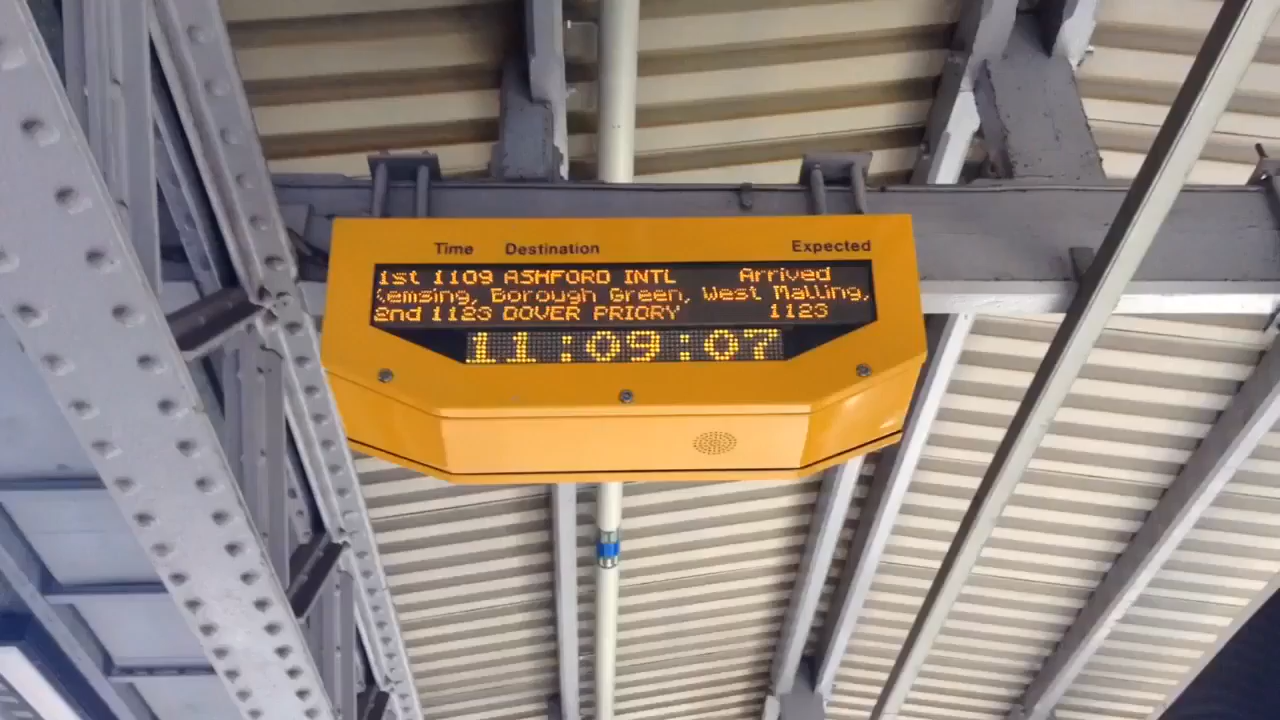 Time Destination Expected
1st 1109 ASHFORD INTL Arrived
Kemsing, Borough Green, West Malling,
2nd 1123 DOVER PRIORY 1123
11:09:07